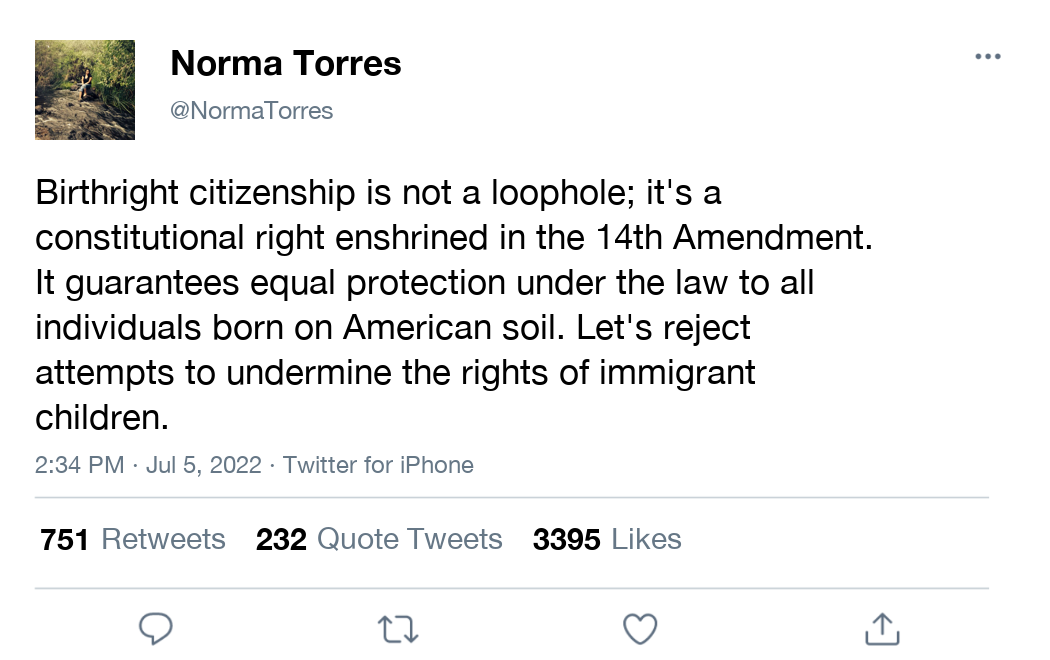 Norma Torres
@NormaTorres
Birthright citizenship is not a loophole; it's a
constitutional right enshrined in the 14th Amendment.
It guarantees equal protection under the law to all
individuals born on American soil. Let's reject
attempts to undermine the rights of immigrant
children.
2:34 PM · Jul 5, 2022 · Twitter for iPhone
751 Retweets 232 Quote Tweets 3395 Likes